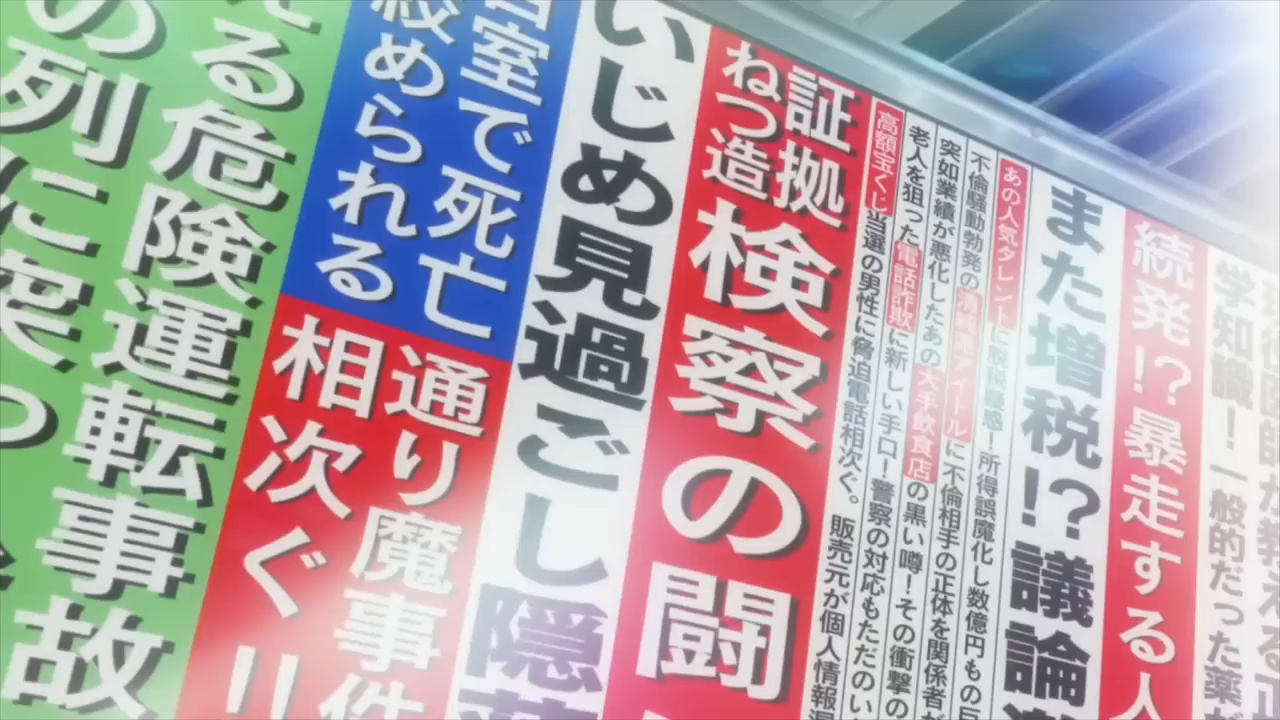 学知識！一般的だった薬
続発!?暴走する人
また増税!?議論
あの人気タレントに脱税疑惑！所得誤魔化し数億円もの巨
不倫騒動勃発の清純派アイドルに不倫相手の正体を関係者が
突如業績が悪化したあの大手飲食店の黒い噂！その衝撃の
老人を狙った電話詐欺に新しい手口！警察の対応もただのい
高額宝くじ当選の男性に脅迫電話相次ぐ。 販売元が個人情報漏
証拠
ねつ造
検察の闇
いじめ見過ごし隠
室で死亡
絞められる
通り魔事件
相次ぐ!!
る危険運転事故
の列に突っ